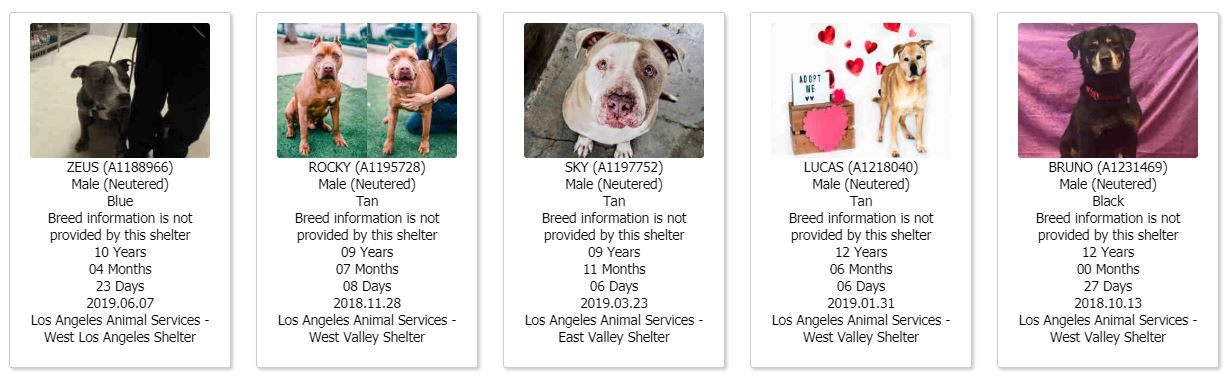 ADOPT
ME
ZEUS (A1188966)
Male (Neutered)
Blue
Breed information is not
provided by this shelter
10 Years
04 Months
23 Days
2019.06.07
Los Angeles Animal Services -
West Los Angeles Shelter
ROCKY (A1195728)
Male (Neutered)
Tan
Breed information is not
provided by this shelter
09 Years
07 Months
08 Days
2018.11.28
Los Angeles Animal Services -
West Valley Shelter
SKY (A1197752)
Male (Neutered)
Tan
Breed information is not
provided by this shelter
09 Years
11 Months
06 Days
2019.03.23
Los Angeles Animal Services -
East Valley Shelter
LUCAS (A1218040)
Male (Neutered)
Tan
Breed information is not
provided by this shelter
12 Years
06 Months
06 Days
2019.01.31
Los Angeles Animal Services -
West Valley Shelter
BRUNO (A1231469)
Male (Neutered)
Black
Breed information is not
provided by this shelter
12 Years
00 Months
27 Days
2018.10.13
Los Angeles Animal Services -
West Valley Shelter